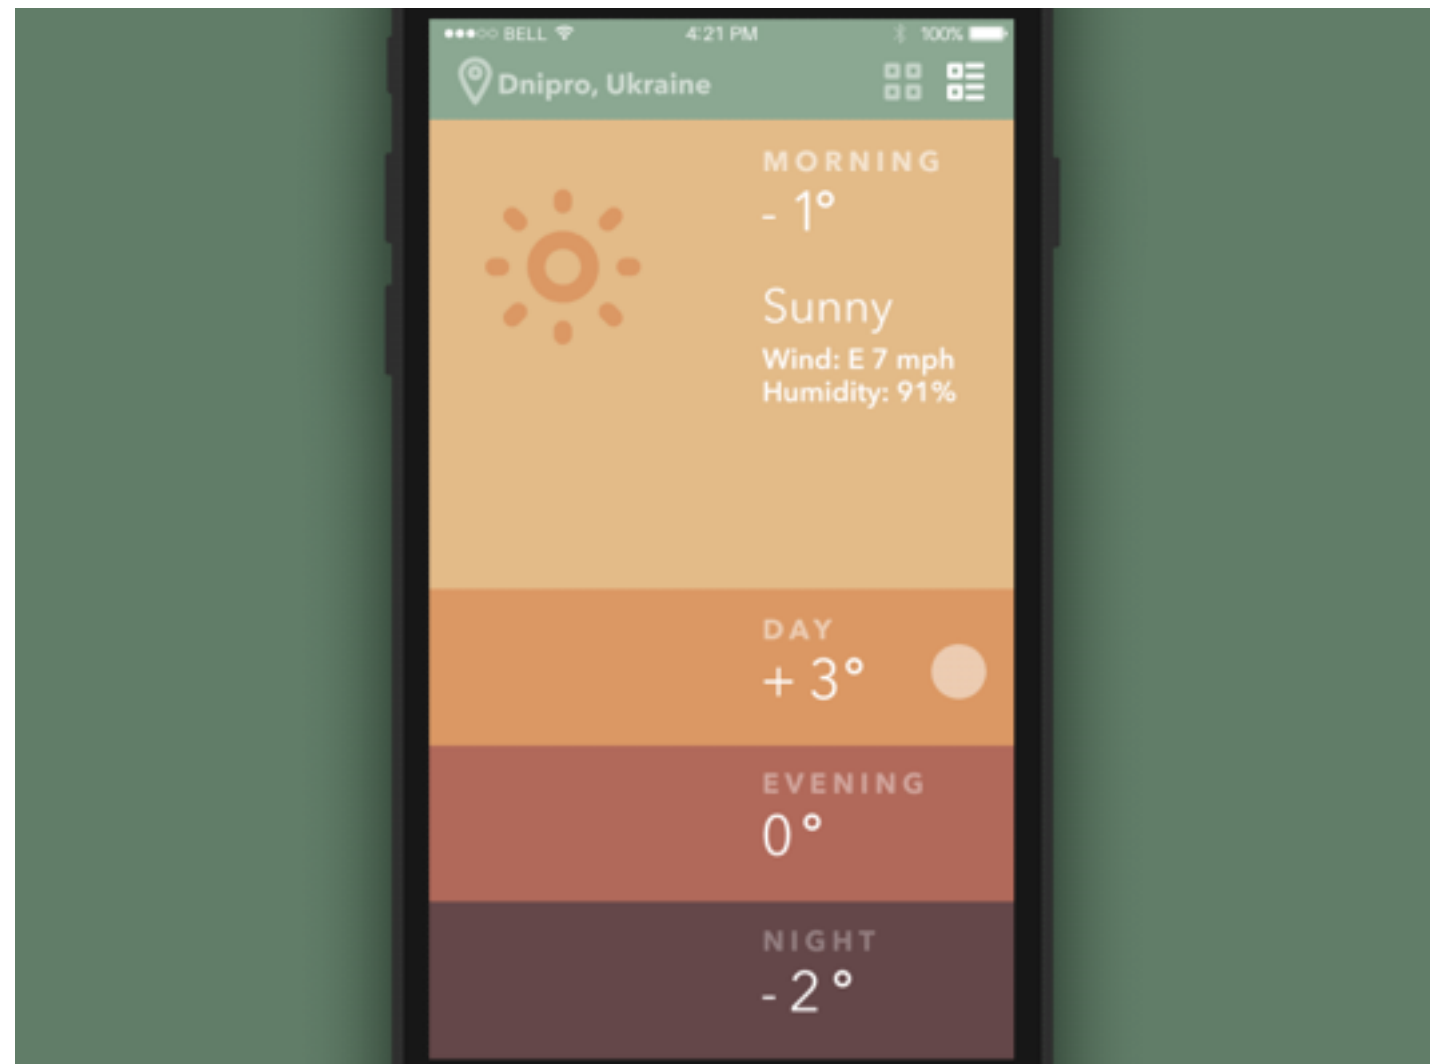 BELL 4:21 PM 100%
Dnipro, Ukraine
MORNING
- 1°
Sunny
Wind: E 7 mph
Humidity: 91%
DAY
+ 3°
EVENING
0°
NIGHT
- 2°